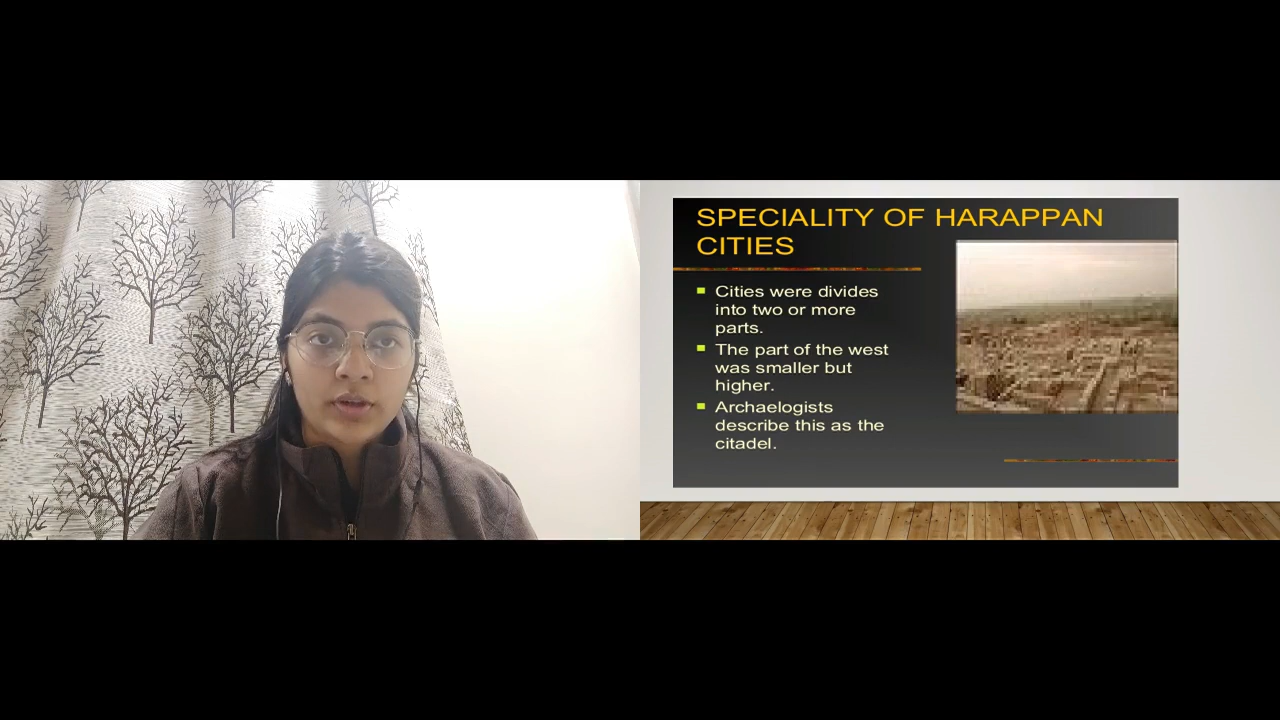 SPECIALITY OF HARAPPAN
CITIES
Cities were divides
into two or more
parts.
The part of the west
was smaller but
higher.
Archaelogists
describe this as the
citadel.